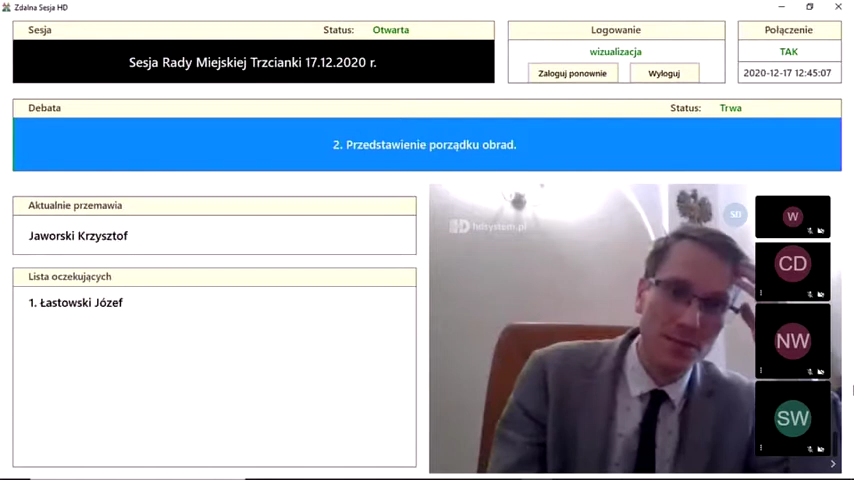 Zdalna Sesja HD
Sesja
Status: Otwarta
Sesja Rady Miejskiej Trzcianki 17.12.2020 r.
Logowanie
wizualizacja
Zaloguj ponownie
Wyloguj
Połączenie
TAK
2020-12-17 12:45:07
Debata
Status: Trwa
2. Przedstawienie porządku obrad.
Aktualnie przemawia
Jaworski Krzysztof
Lista oczekujących
1. Łastowski Józef
HD hdsystem.pl
SD
W
CD
NW
SW